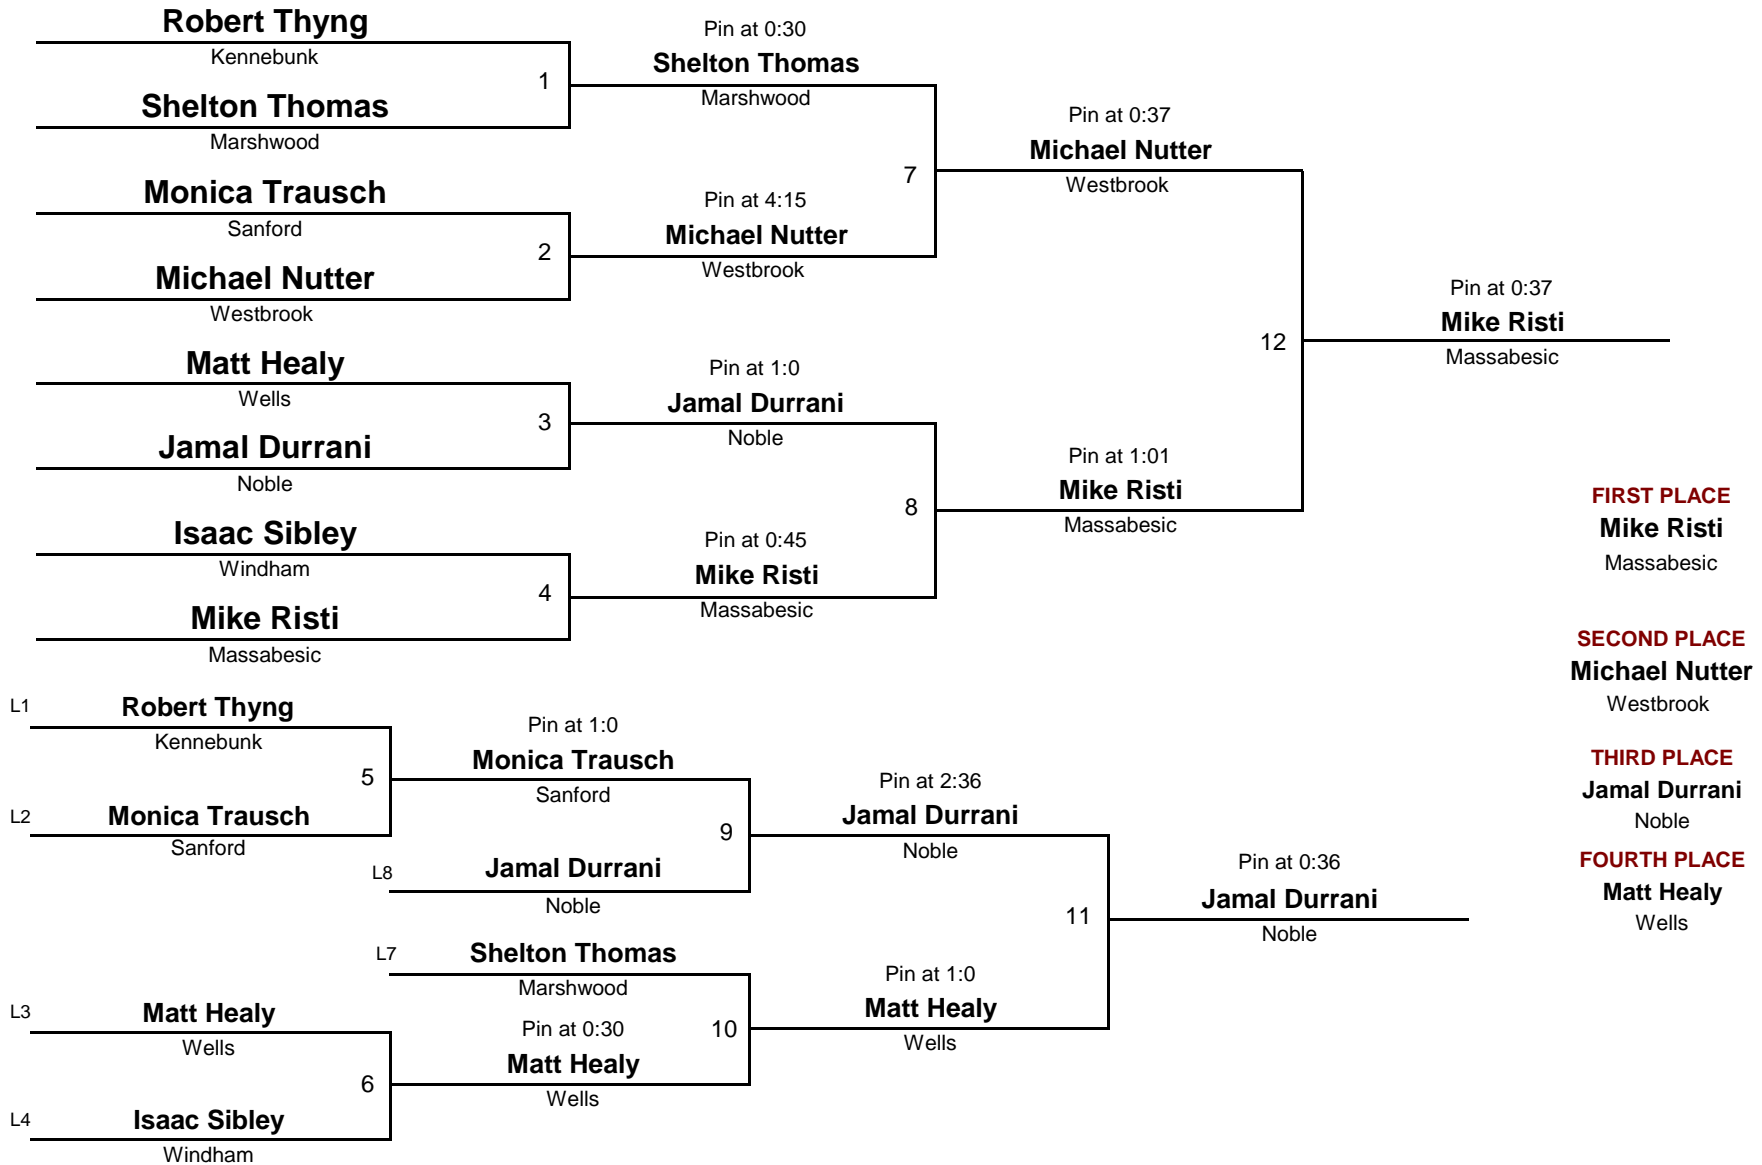 Robert Thyng
Kennebunk
1
Shelton Thomas
Marshwood
Monica Trausch
Sanford
2
Michael Nutter
Westbrook
Matt Healy
Wells
3
Jamal Durrani
Noble
Isaac Sibley
Windham
4
Mike Risti
Massabesic
Pin at 0:30
Shelton Thomas
Marshwood
7
Pin at 4:15
Michael Nutter
Westbrook
Pin at 1:0
Jamal Durrani
Noble
8
Pin at 0:45
Mike Risti
Massabesic
Pin at 0:37
Michael Nutter
Westbrook
12
Pin at 1:01
Mike Risti
Massabesic
Pin at 0:37
Mike Risti
Massabesic
FIRST PLACE
Mike Risti
Massabesic
SECOND PLACE
Michael Nutter
Westbrook
THIRD PLACE
Jamal Durrani
Noble
FOURTH PLACE
Matt Healy
Wells
L1 Robert Thyng
Kennebunk
5
L2 Monica Trausch
Sanford
L3 Matt Healy
Wells
6
L4 Isaac Sibley
Windham
Pin at 1:0
Monica Trausch
Sanford
9
L8 Jamal Durrani
Noble
L7 Shelton Thomas
Marshwood
Pin at 0:30 10
Matt Healy
Wells
Pin at 2:36
Jamal Durrani
Noble
11
Pin at 1:0
Matt Healy
Wells
Pin at 0:36
Jamal Durrani
Noble